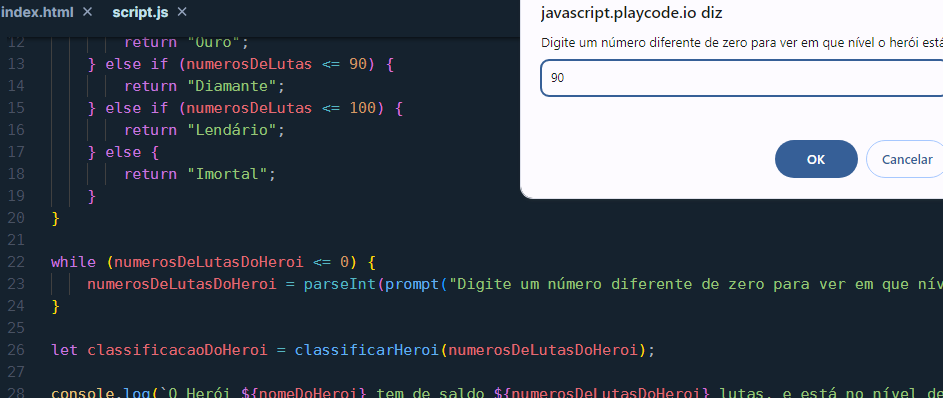 index.html × script.js ×
javascript.playcode.io diz
Digite um número diferente de zero para ver em que nível o herói está
90
OK Cancelar
12 return "Ouro";
13 } else if (numerosDeLutas <= 90) {
14 return "Diamante";
15 } else if (numerosDeLutas <= 100) {
16 return "Lendário";
17 } else {
18 return "Imortal";
19 }
20 }
21
22 while (numerosDeLutasDoHeroi <= 0) {
23 numerosDeLutasDoHeroi = parseInt(prompt("Digite um número diferente de zero para ver em que nív
24 }
25
26 let classificacaoDoHeroi = classificarHeroi(numerosDeLutasDoHeroi);
27
28 console.log(`O Herói ${nomeDoHeroi} tem de saldo ${numerosDeLutasDoHeroi} lutas, e está no nível de